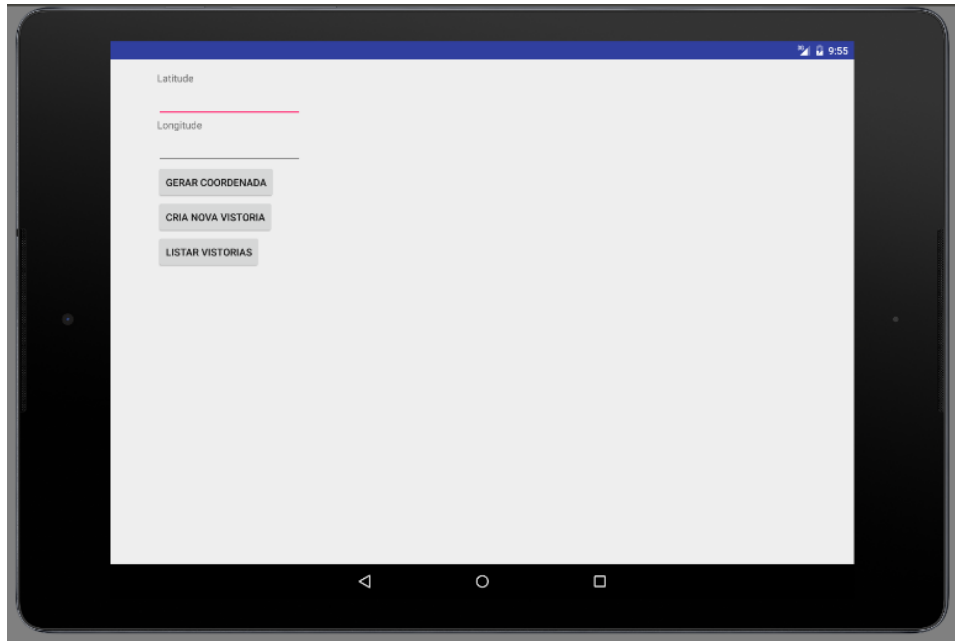 9:55
Latitude
Longitude
GERAR COORDENADA
CRIA NOVA VISTORIA
LISTAR VISTORIAS